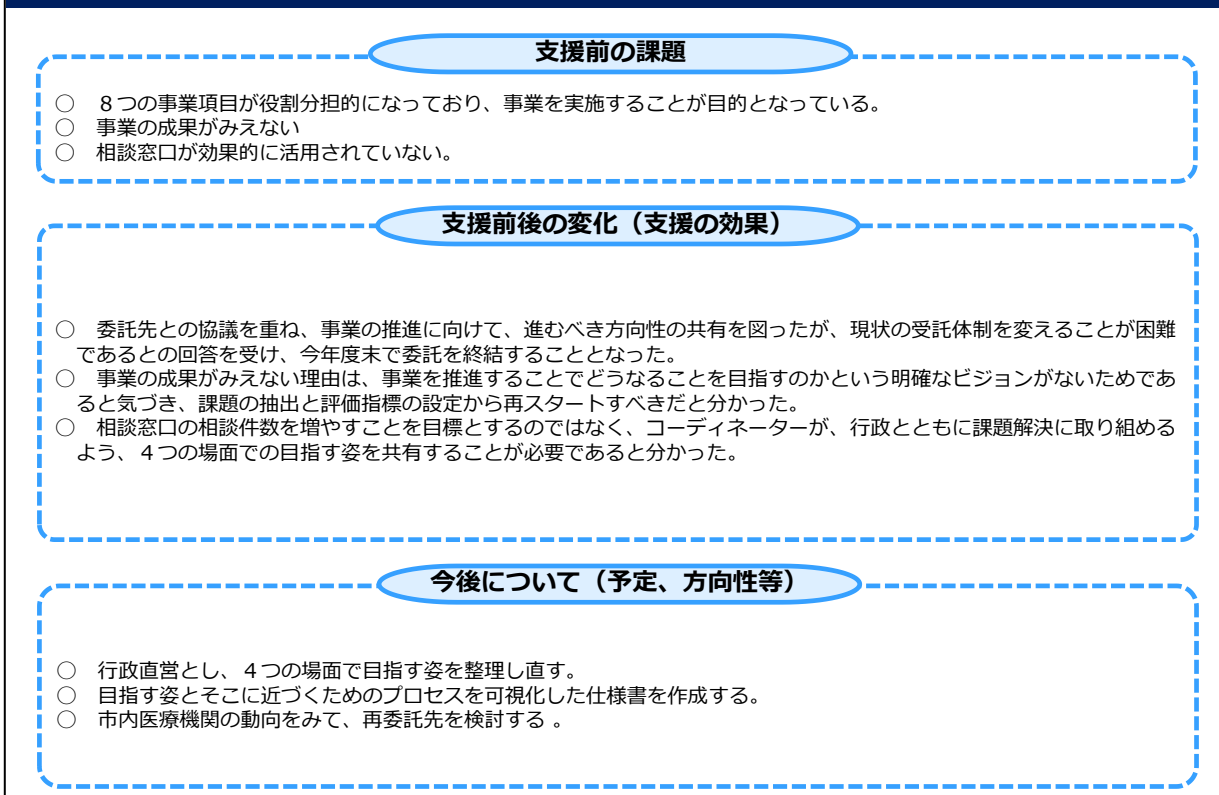 支援前の課題
○　８つの事業項目が役割分担的になっており、事業を実施することが目的となっている。
○　事業の成果がみえない
○　相談窓口が効果的に活用されていない。
支援前後の変化（支援の効果）
○　委託先との協議を重ね、事業の推進に向けて、進むべき方向性の共有を図ったが、現状の受託体制を変えることが困難
であるとの回答を受け、今年度末で委託を終結することとなった。
○　事業の成果がみえない理由は、事業を推進することでどうなることを目指すのかという明確なビジョンがないためであ
ると気づき、課題の抽出と評価指標の設定から再スタートすべきだと分かった。
○　相談窓口の相談件数を増やすことを目標とするのではなく、コーディネーターが、行政とともに課題解決に取り組める
よう、４つの場面での目指す姿を共有することが必要であると分かった。
今後について（予定、方向性等）
○　行政直営とし、４つの場面で目指す姿を整理し直す。
○　目指す姿とそこに近づくためのプロセスを可視化した仕様書を作成する。
○　市内医療機関の動向をみて、再委託先を検討する 。